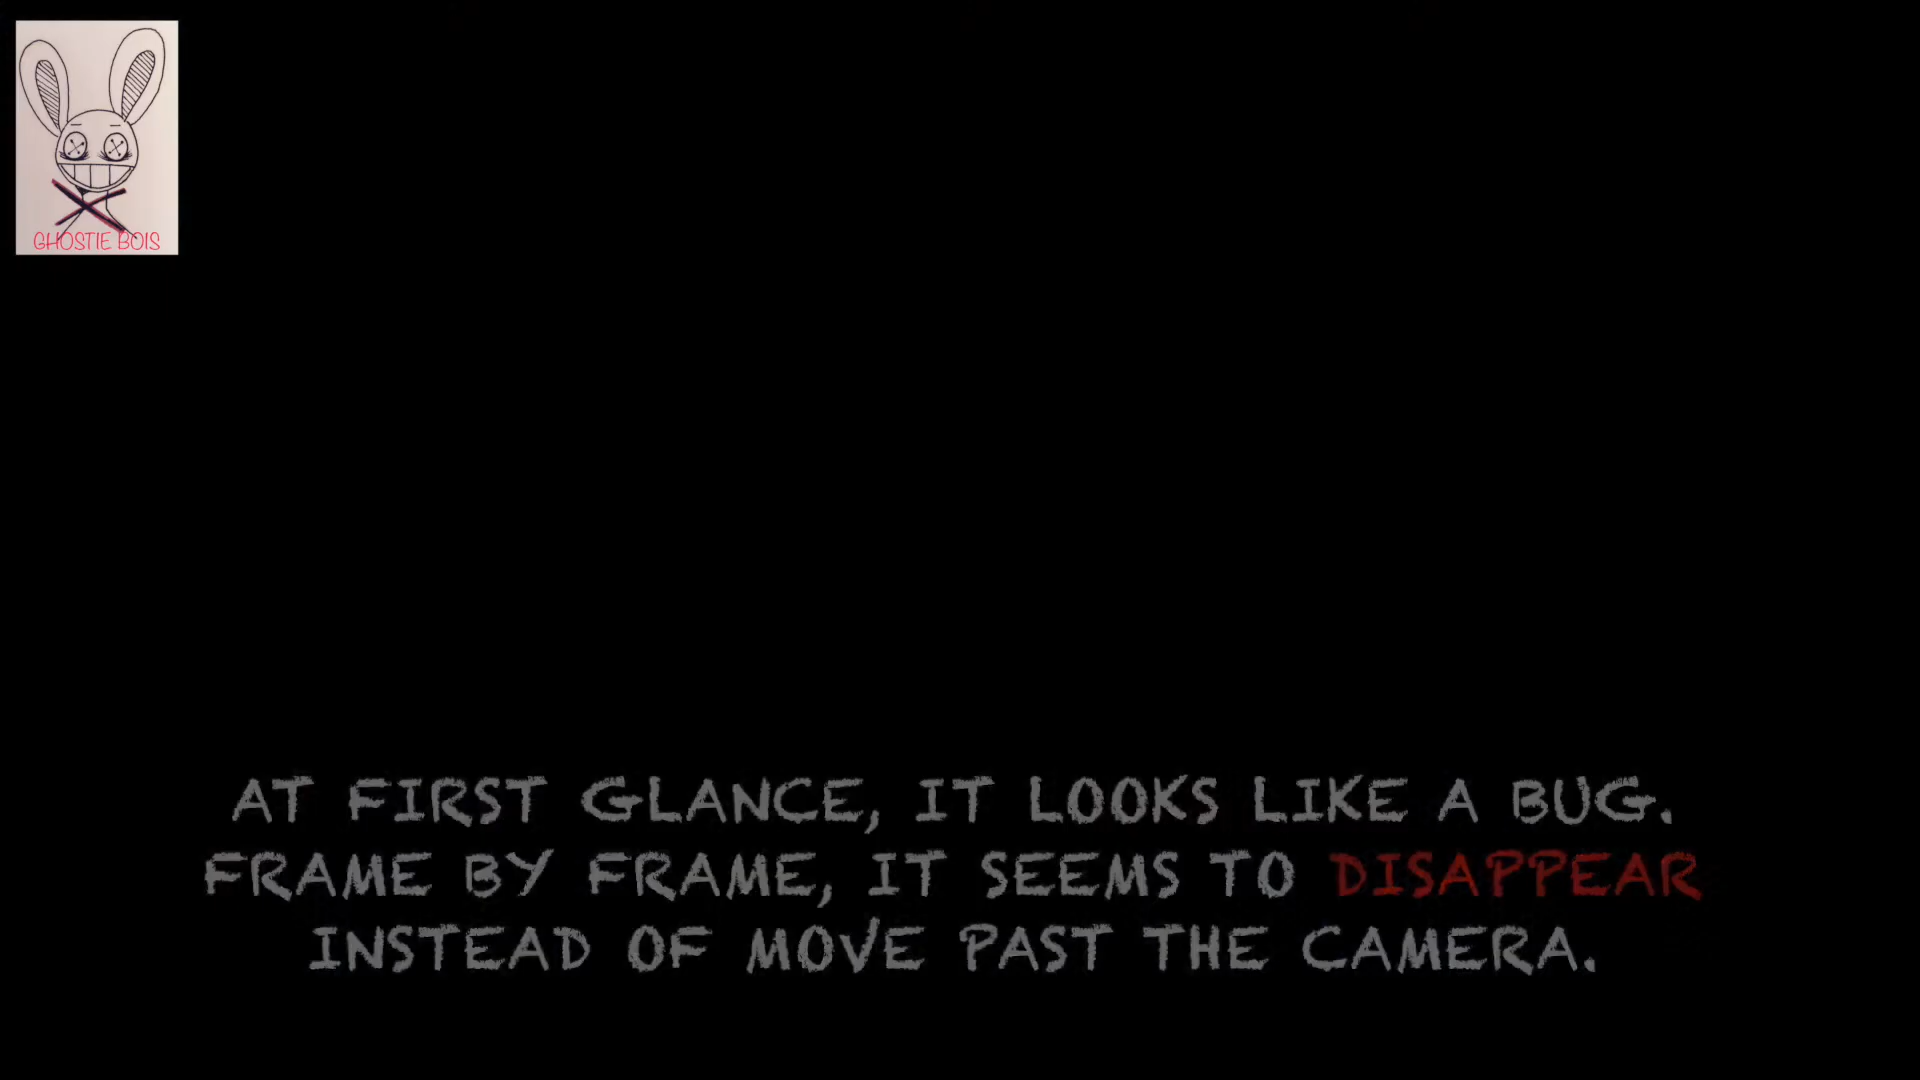 GHOSTIE BOIS
AT FIRST GLANCE, IT LOOKS LIKE A BUG.
FRAME BY FRAME, IT SEEMS TO DISAPPEAR
INSTEAD OF MOVE PAST THE CAMERA.